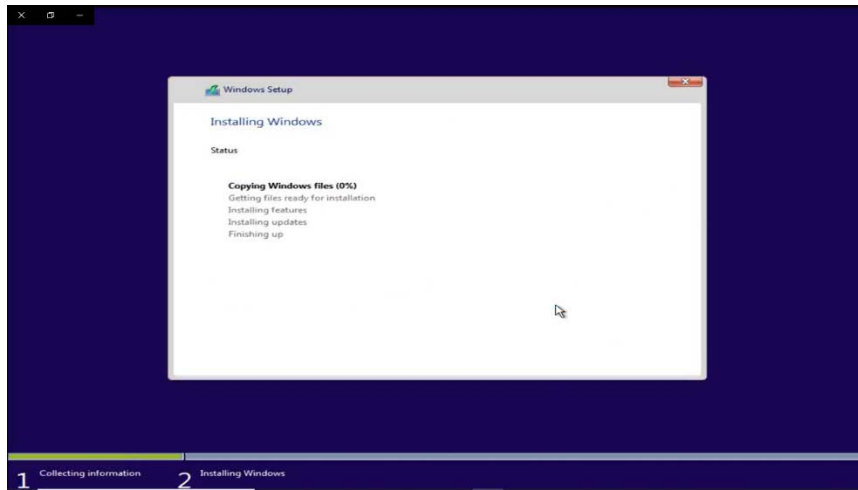 Windows Setup
Installing Windows
Status
Copying Windows files (0%)
Getting files ready for installation
Installing features
Installing updates
Finishing up
1 Collecting information
2 Installing Windows